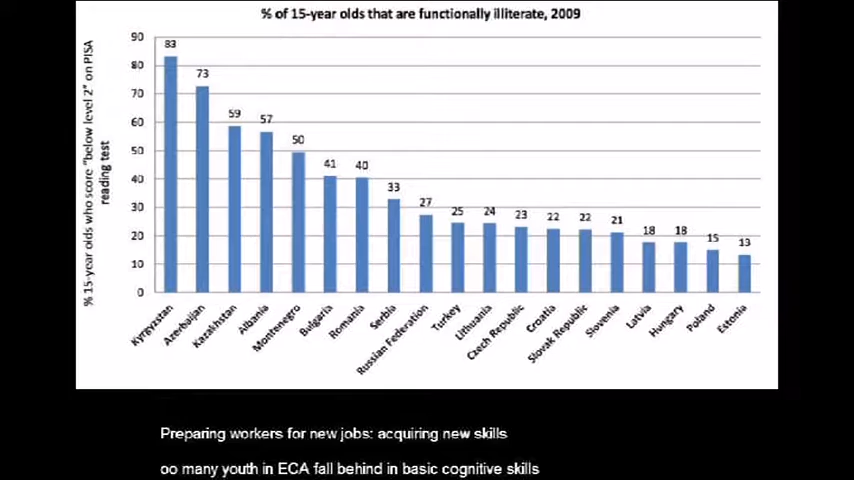 % of 15-year olds that are functionally illiterate, 2009
% 15-year olds who score "below level 2" on PISA
reading test
90
80
70
60
50
40
30
20
10
0
83
73
59
57
50
41
40
33
27
25
24
23
22
22
21
18
18
15
13
Kyrgyzstan
Azerbaijan
Kazakhstan
Albania
Montenegro
Bulgaria
Romania
Serbia
Russian Federation
Turkey
Lithuania
Czech Republic
Croatia
Slovak Republic
Slovenia
Latvia
Hungary
Poland
Estonia
Preparing workers for new jobs: acquiring new skills
oo many youth in ECA fall behind in basic cognitive skills